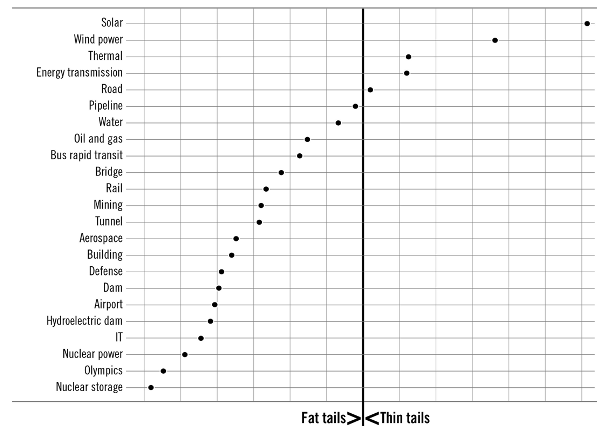 Solar
Wind power
Thermal
Energy transmission
Road
Pipeline
Water
Oil and gas
Bus rapid transit
Bridge
Rail
Mining
Tunnel
Aerospace
Building
Defense
Dam
Airport
Hydroelectric dam
IT
Nuclear power
Olympics
Nuclear storage
Fat tails > < Thin tails